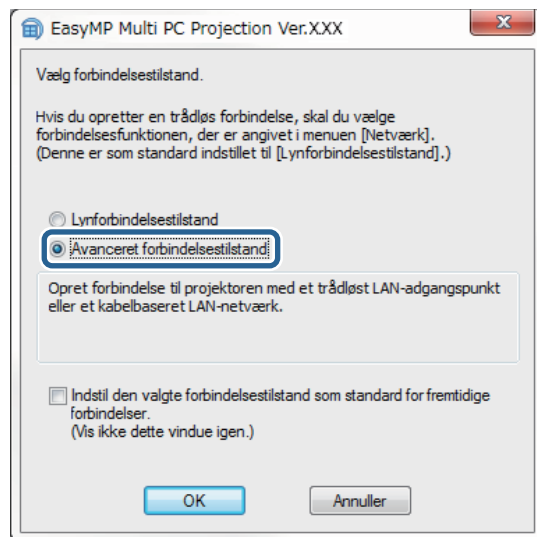 EasyMP Multi PC Projection Ver.X.XX
Vælg forbindelsestilstand.
Hvis du opretter en trådløs forbindelse, skal du vælge
forbindelsesfunktionen, der er angivet i menuen [Netværk].
(Denne er som standard indstillet til [Lynforbindelsestilstand].)
Lynforbindelsestilstand
Avanceret forbindelsestilstand
Opret forbindelse til projektoren med et trådløst LAN-adgangspunkt
eller et kabelbaseret LAN-netværk.
Indstil den valgte forbindelsestilstand som standard for fremtidige
forbindelser.
(Vis ikke dette vindue igen.)
OK Annuller